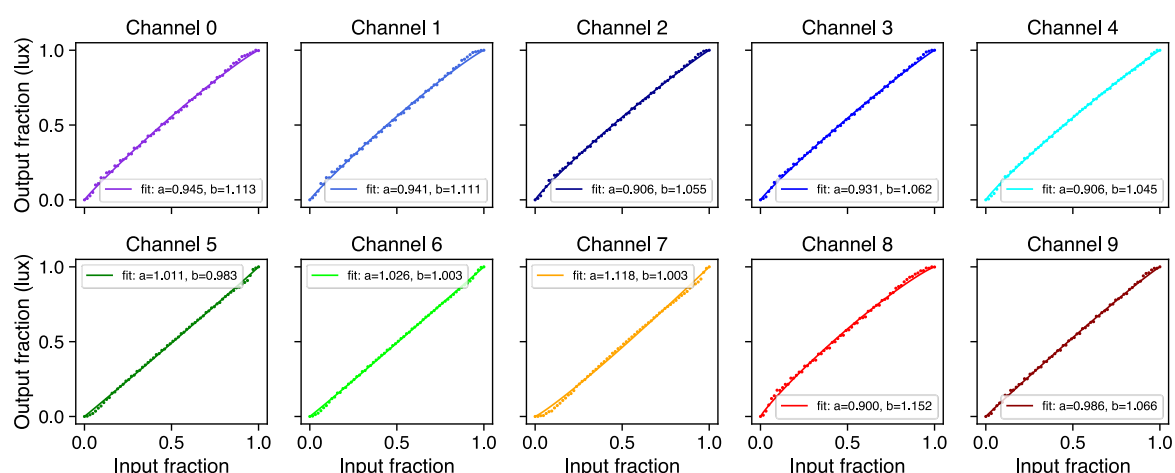 Channel 0 Channel 1 Channel 2 Channel 3 Channel 4
Output fraction (lux)
1.0
0.5
0.0
fit: a=0.945, b=1.113
fit: a=0.941, b=1.111
fit: a=0.906, b=1.055
fit: a=0.931, b=1.062
fit: a=0.906, b=1.045
Channel 5 Channel 6 Channel 7 Channel 8 Channel 9
Output fraction (lux)
1.0
0.5
0.0
fit: a=1.011, b=0.983
fit: a=1.026, b=1.003
fit: a=1.118, b=1.003
fit: a=0.900, b=1.152
fit: a=0.986, b=1.066
0.0 0.5 1.0 0.0 0.5 1.0 0.0 0.5 1.0 0.0 0.5 1.0 0.0 0.5 1.0
Input fraction Input fraction Input fraction Input fraction Input fraction